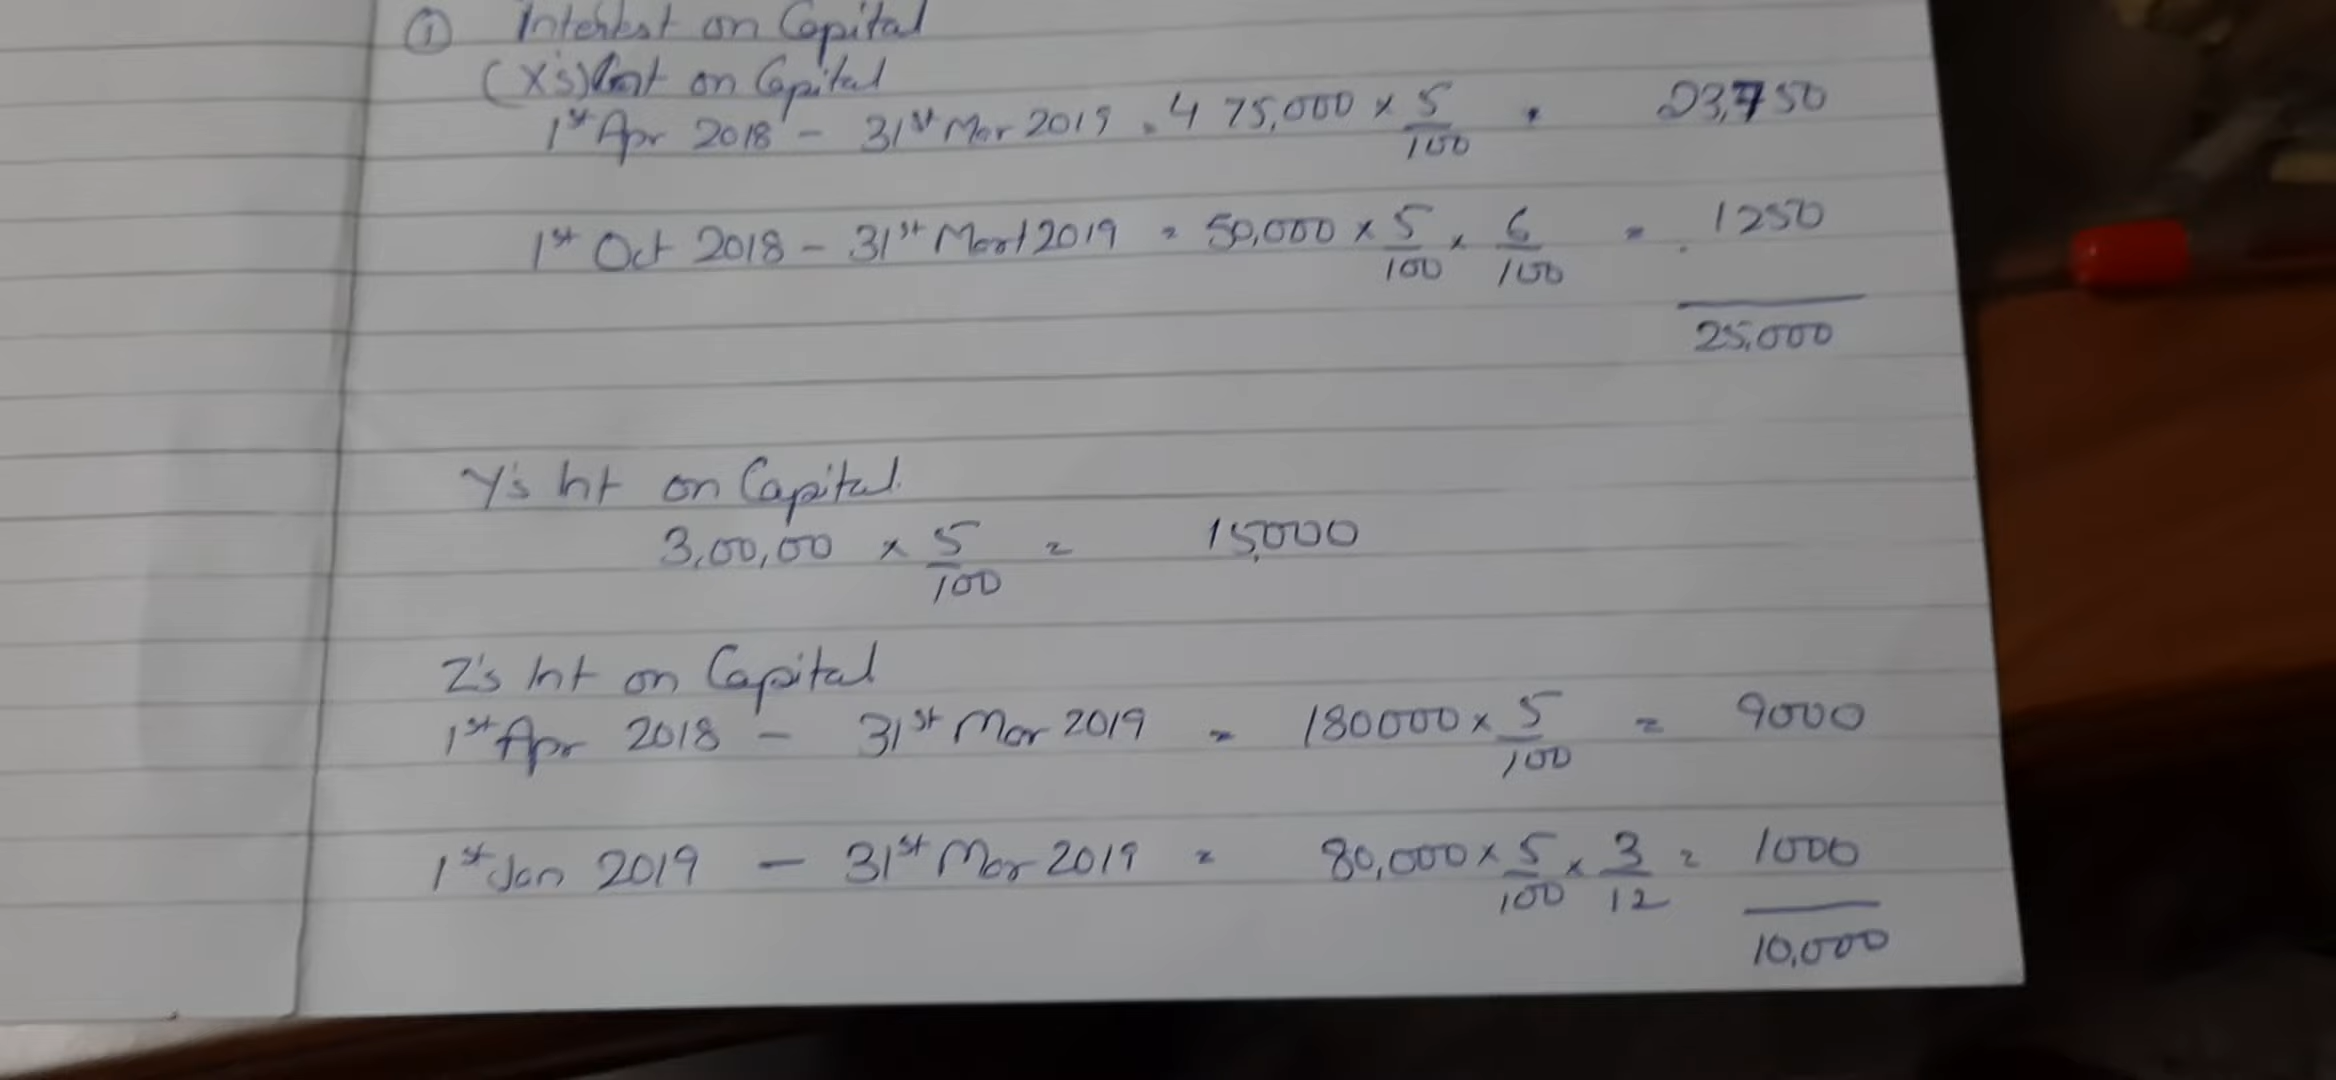 ① Interest on Capital
(X's) Int on Capital
1st Apr 2018 - 31st Mar 2019 = 475,000 × 5/100 = 23,750
1st Oct 2018 - 31st Mar 2019 = 50,000 × 5/100 × 6/100 = 1250
25,000
Y's Int on Capital.
3,00,00 × 5/100 = 15,000
Z's Int on Capital
1st Apr 2018 - 31st Mar 2019 = 180000 × 5/100 = 9000
1st Jan 2019 - 31st Mar 2019 = 80,000 × 5/100 × 3/12 = 1000
10,000